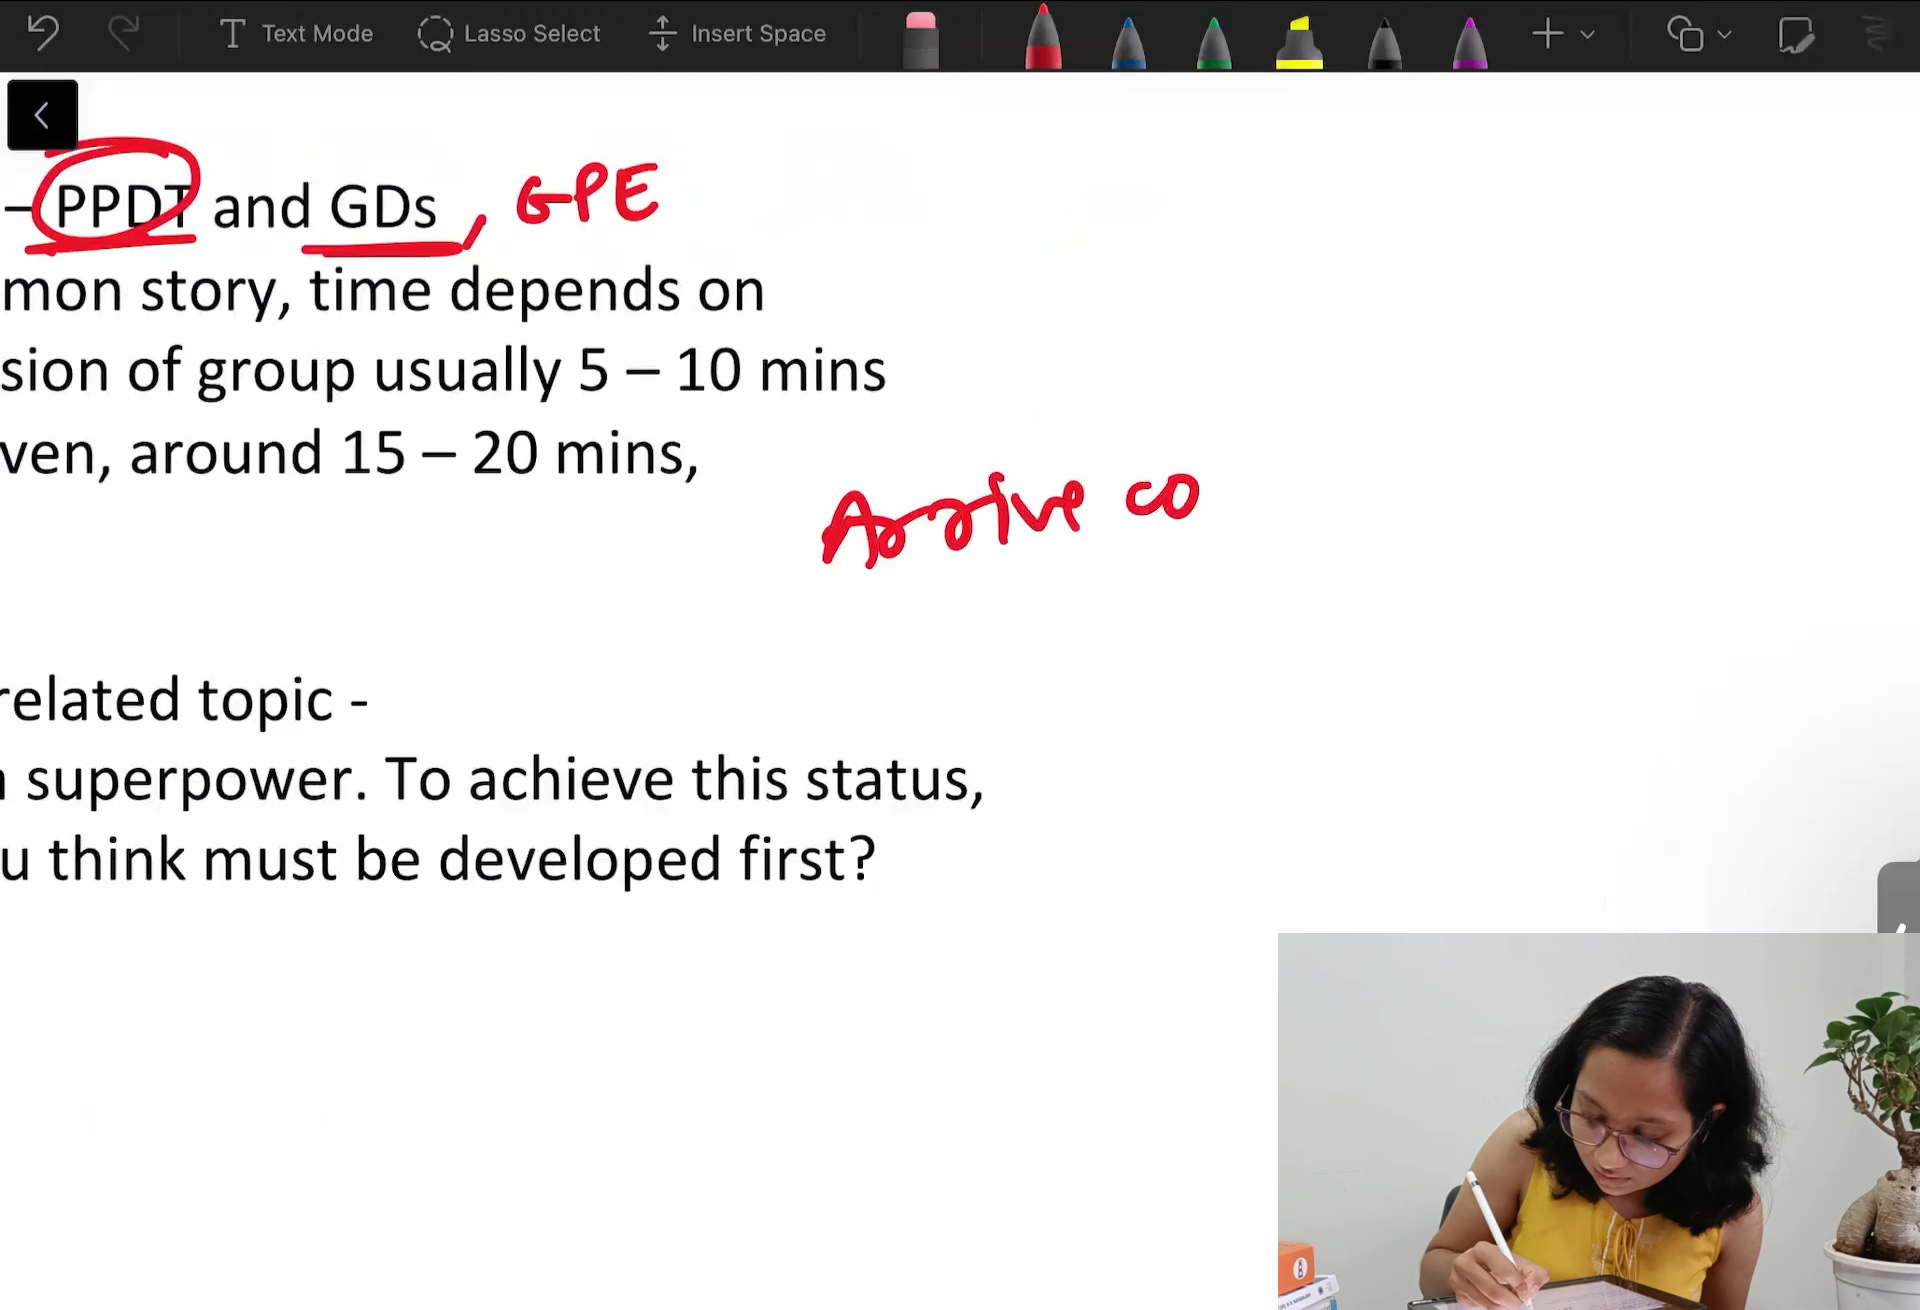 Text Mode Lasso Select Insert Space
– PPDT and GDs , GPE
mon story, time depends on
sion of group usually 5 – 10 mins
ven, around 15 – 20 mins,
Arrive co
related topic -
superpower. To achieve this status,
u think must be developed first?